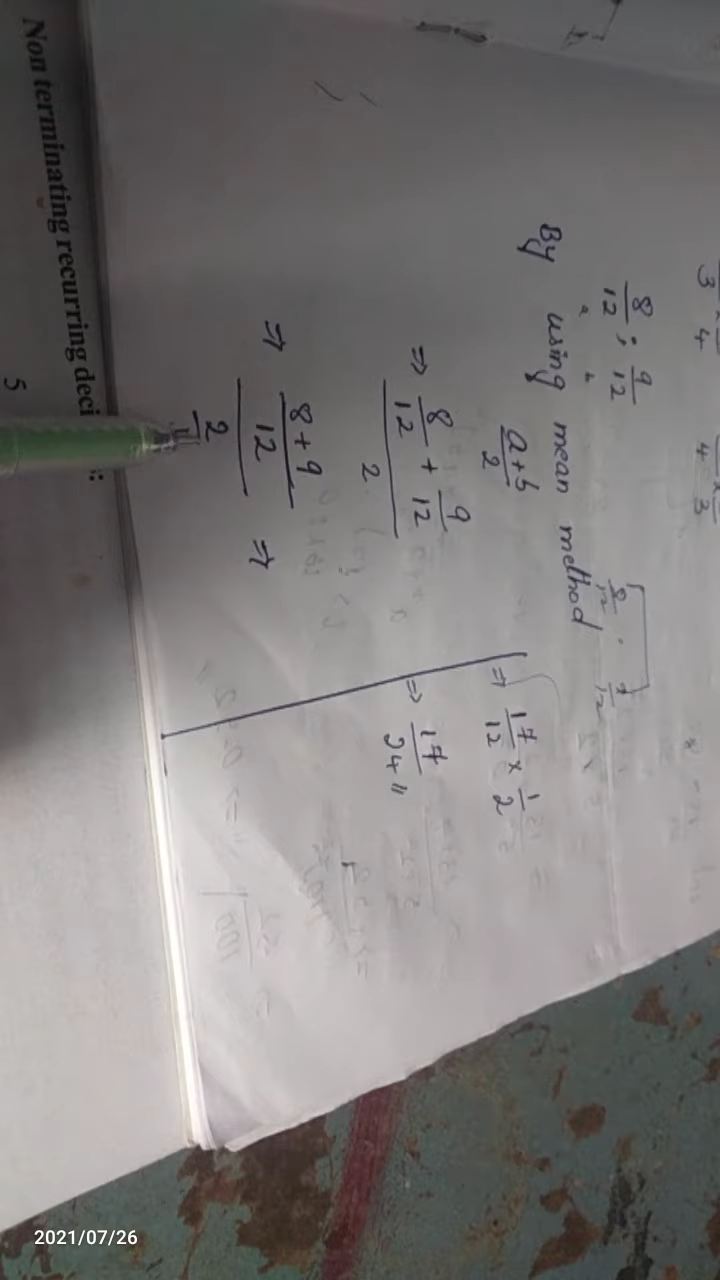 8/12 ; 9/12
a b
By using mean method
a+b/2
⇒ 8/12 + 9/12 / 2
⇒ 8+9/12 / 2 ⇒
⇒ 17/12 × 1/2
⇒ 17/24 "
Non terminating recurring deci
5
2021/07/26